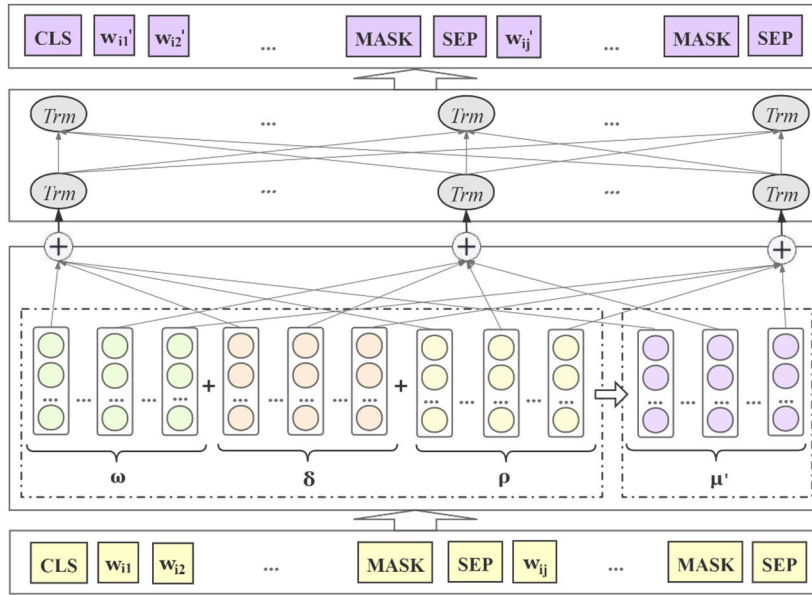 CLS w_i1' w_i2' ... MASK SEP w_ij' ... MASK SEP
Trm ... Trm ... Trm
Trm ... Trm ... Trm
+ + +
... ... ... + ... ... ... + ... ... ... ... ... ...
ω δ ρ μ'
CLS w_i1 w_i2 ... MASK SEP w_ij ... MASK SEP